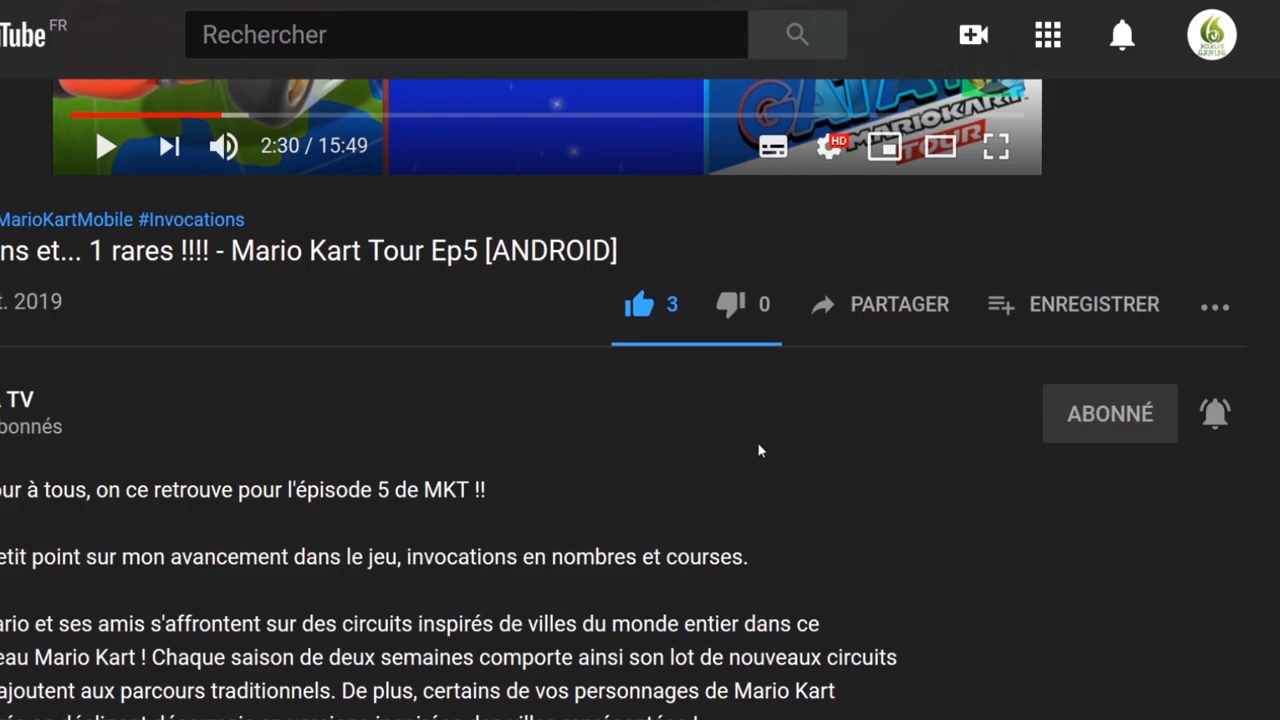 Tube FR
Rechercher
GATA
MARIOKART
TOUR
HD
2:30 / 15:49
MarioKartMobile #Invocations
ns et... 1 rares !!!! - Mario Kart Tour Ep5 [ANDROID]
t. 2019
3
0
PARTAGER
ENREGISTRER
TV
bonnés
ABONNÉ
our à tous, on ce retrouve pour l'épisode 5 de MKT !!
etit point sur mon avancement dans le jeu, invocations en nombres et courses.
ario et ses amis s'affrontent sur des circuits inspirés de villes du monde entier dans ce
eau Mario Kart ! Chaque saison de deux semaines comporte ainsi son lot de nouveaux circuits
ajoutent aux parcours traditionnels. De plus, certains de vos personnages de Mario Kart